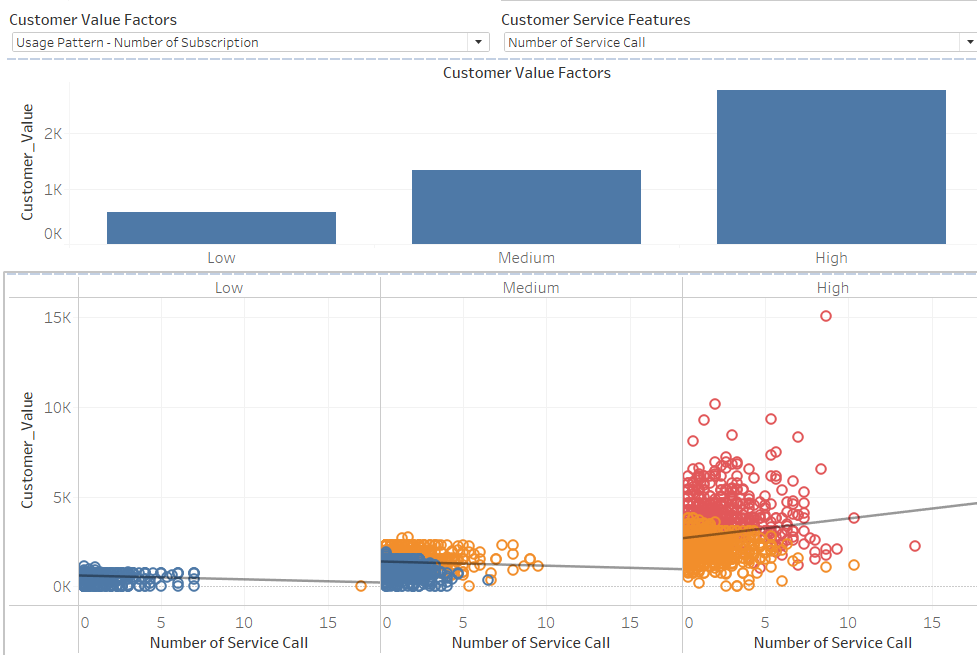 Customer Value Factors
Customer Service Features
Usage Pattern - Number of Subscription
Number of Service Call
Customer Value Factors
Customer_Value
2K
1K
0K
Low Medium High
Low Medium High
Customer_Value
15K
10K
5K
0K
0 5 10 15 0 5 10 15 0 5 10 15
Number of Service Call Number of Service Call Number of Service Call